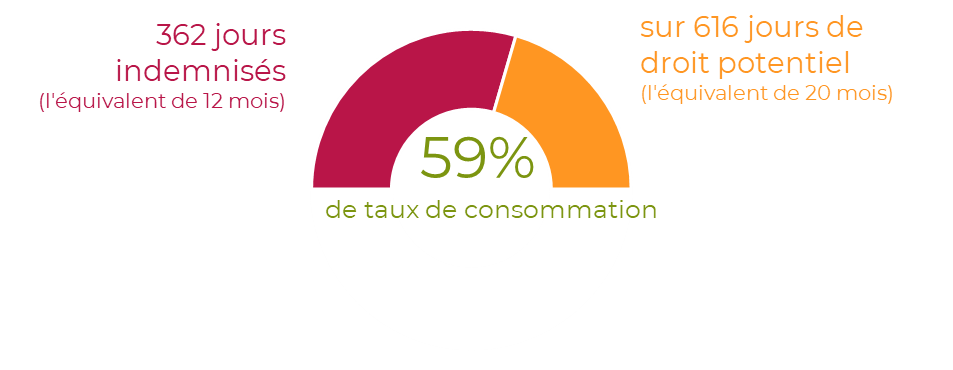 362 jours
indemnisés
(l'équivalent de 12 mois)
sur 616 jours de
droit potentiel
(l'équivalent de 20 mois)
59%
de taux de consommation